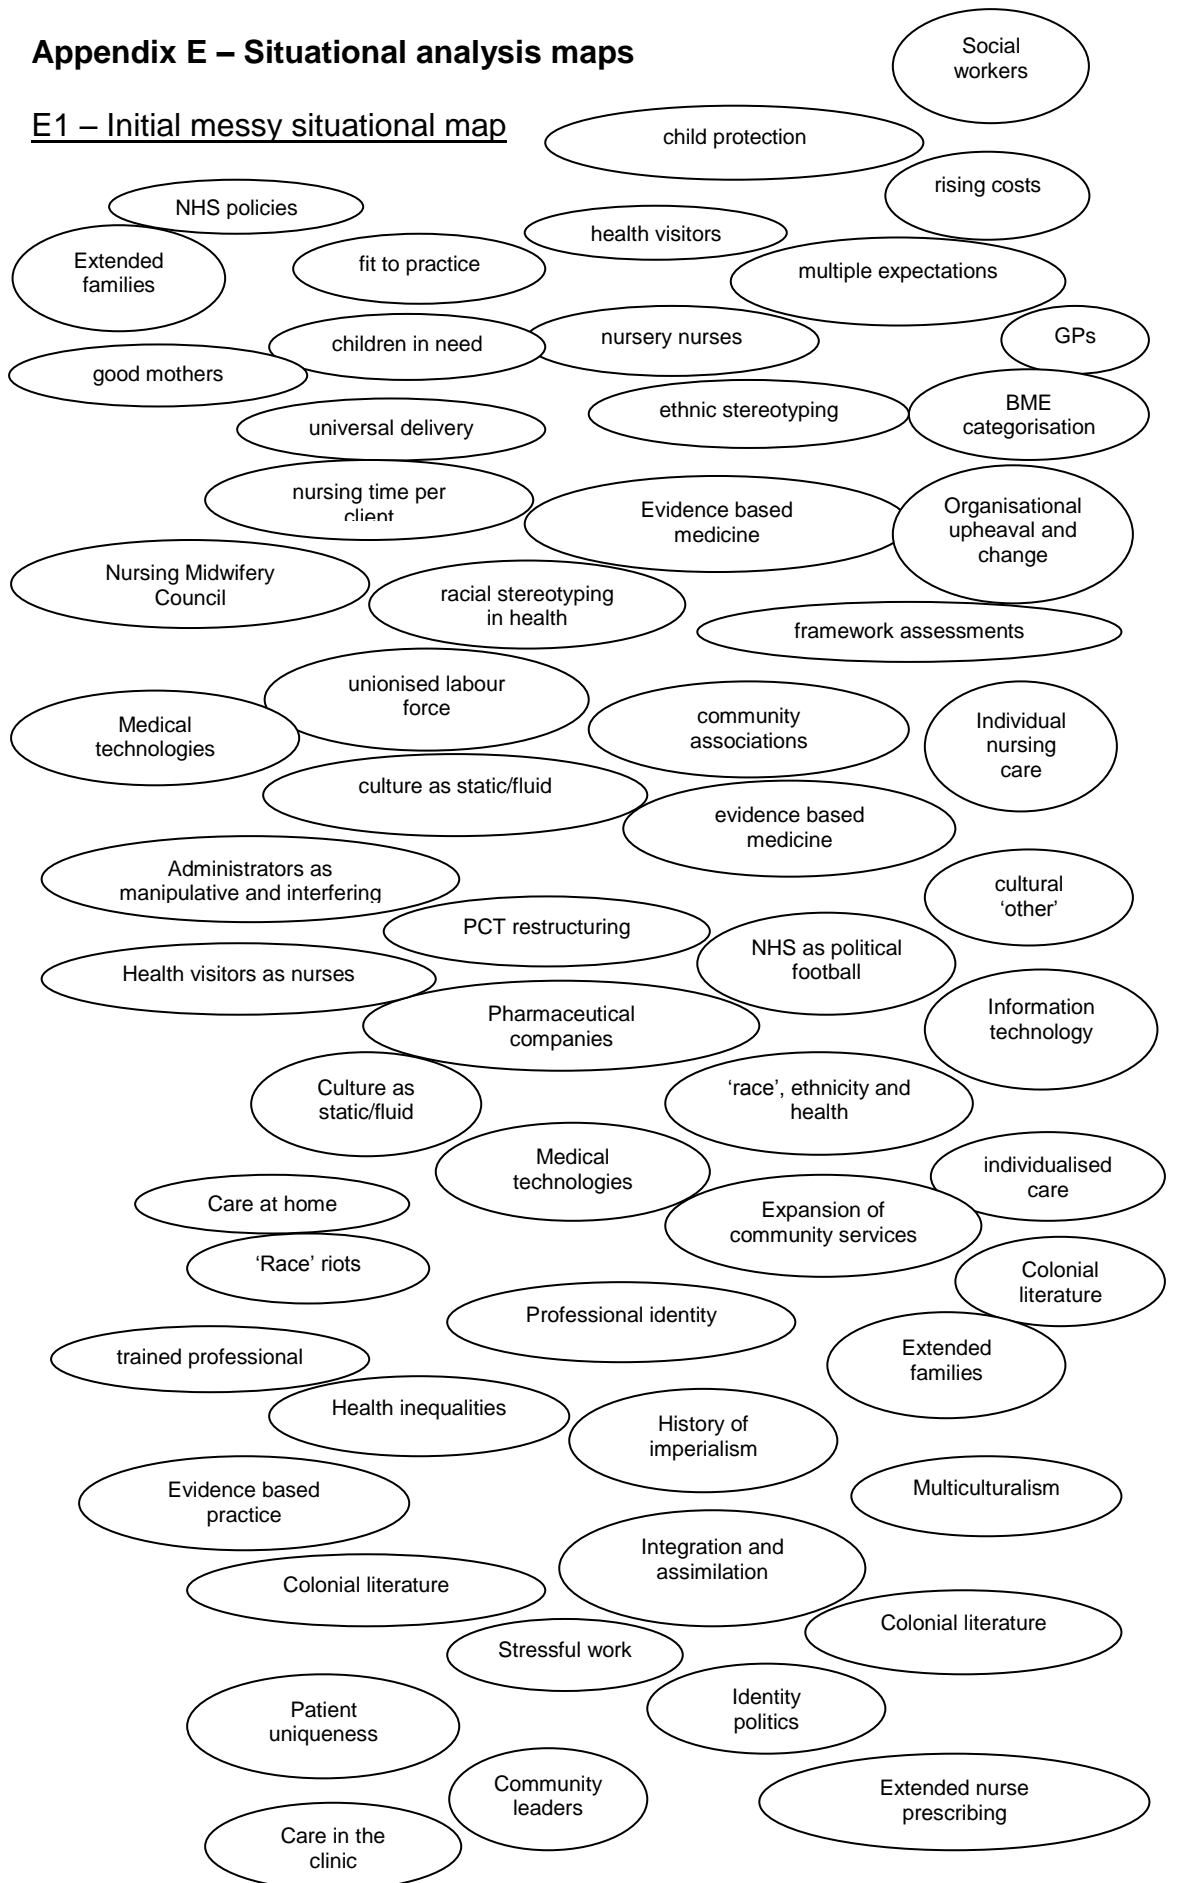 Appendix E – Situational analysis maps
Social
workers
E1 – Initial messy situational map
child protection
rising costs
NHS policies
health visitors
Extended
families
fit to practice
multiple expectations
children in need
nursery nurses
GPs
good mothers
ethnic stereotyping
BME
categorisation
universal delivery
nursing time per
client
Evidence based
medicine
Organisational
upheaval and
change
Nursing Midwifery
Council
racial stereotyping
in health
framework assessments
unionised labour
force
Medical
technologies
community
associations
Individual
nursing
care
culture as static/fluid
evidence based
medicine
Administrators as
manipulative and interfering
cultural
‘other’
PCT restructuring
NHS as political
football
Health visitors as nurses
Pharmaceutical
companies
Information
technology
Culture as
static/fluid
‘race’, ethnicity and
health
Medical
technologies
individualised
care
Care at home
Expansion of
community services
‘Race’ riots
Colonial
literature
Professional identity
trained professional
Extended
families
Health inequalities
History of
imperialism
Evidence based
practice
Multiculturalism
Integration and
assimilation
Colonial literature
Colonial literature
Stressful work
Patient
uniqueness
Identity
politics
Community
leaders
Extended nurse
prescribing
Care in the
clinic